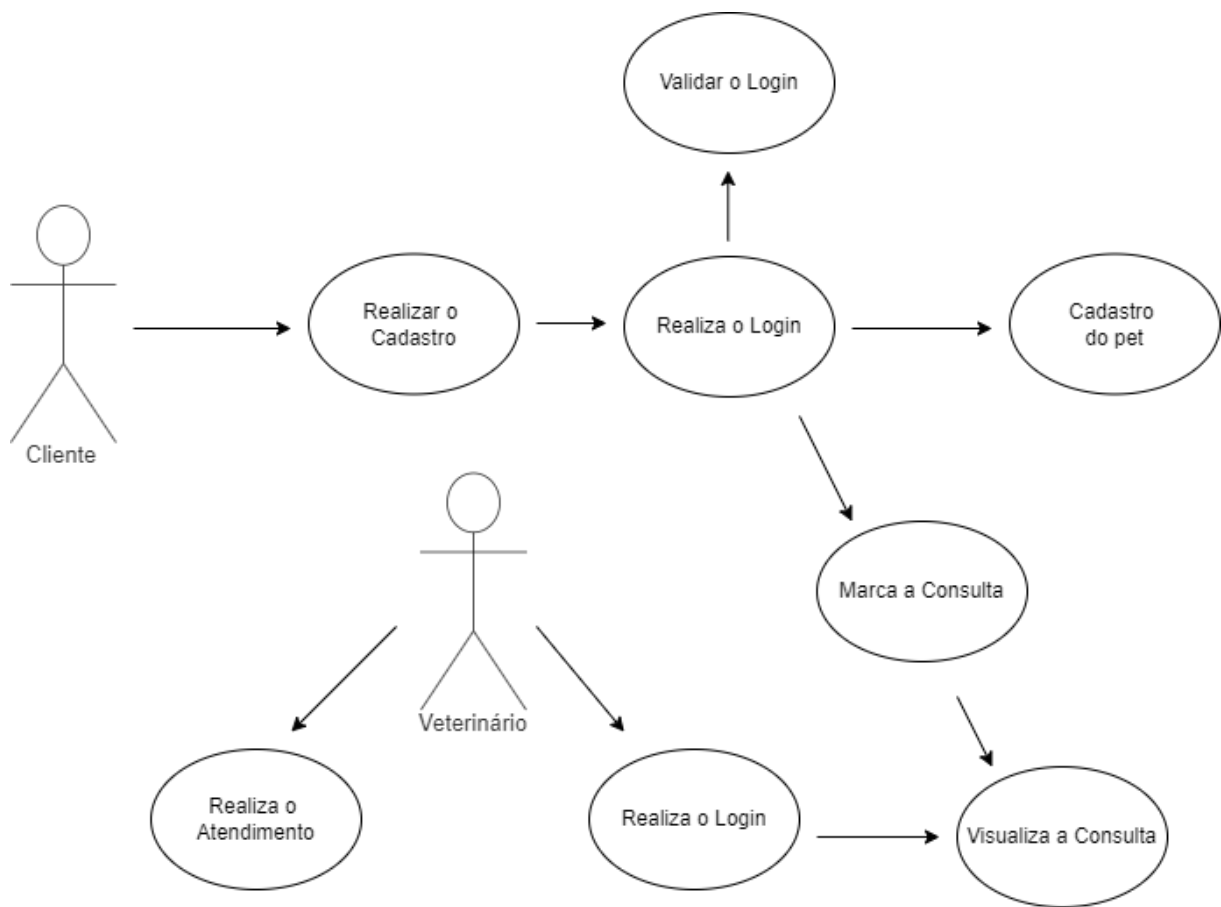 Validar o Login
Realizar o
Cadastro
Realiza o Login
Cadastro
do pet
Cliente
Marca a Consulta
Veterinário
Realiza o
Atendimento
Realiza o Login
Visualiza a Consulta